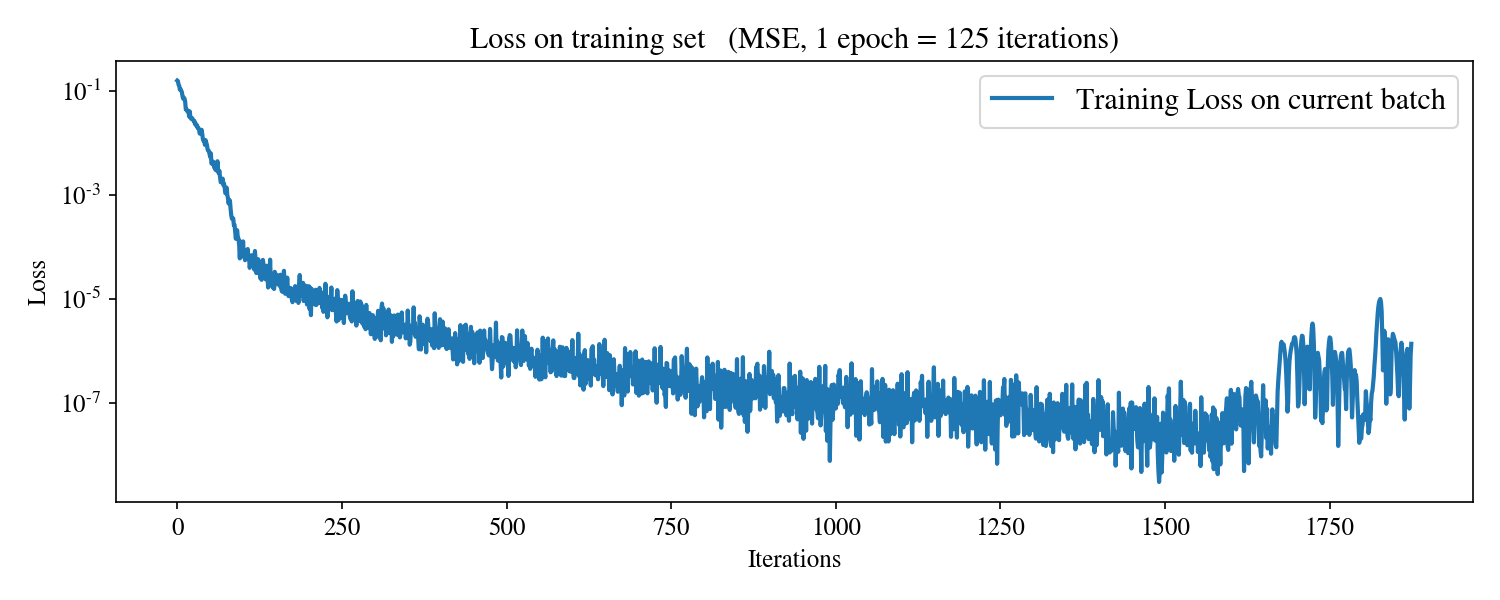 Loss on training set (MSE, 1 epoch = 125 iterations)
Training Loss on current batch
Loss
10⁻¹
10⁻³
10⁻⁵
10⁻⁷
0 250 500 750 1000 1250 1500 1750
Iterations